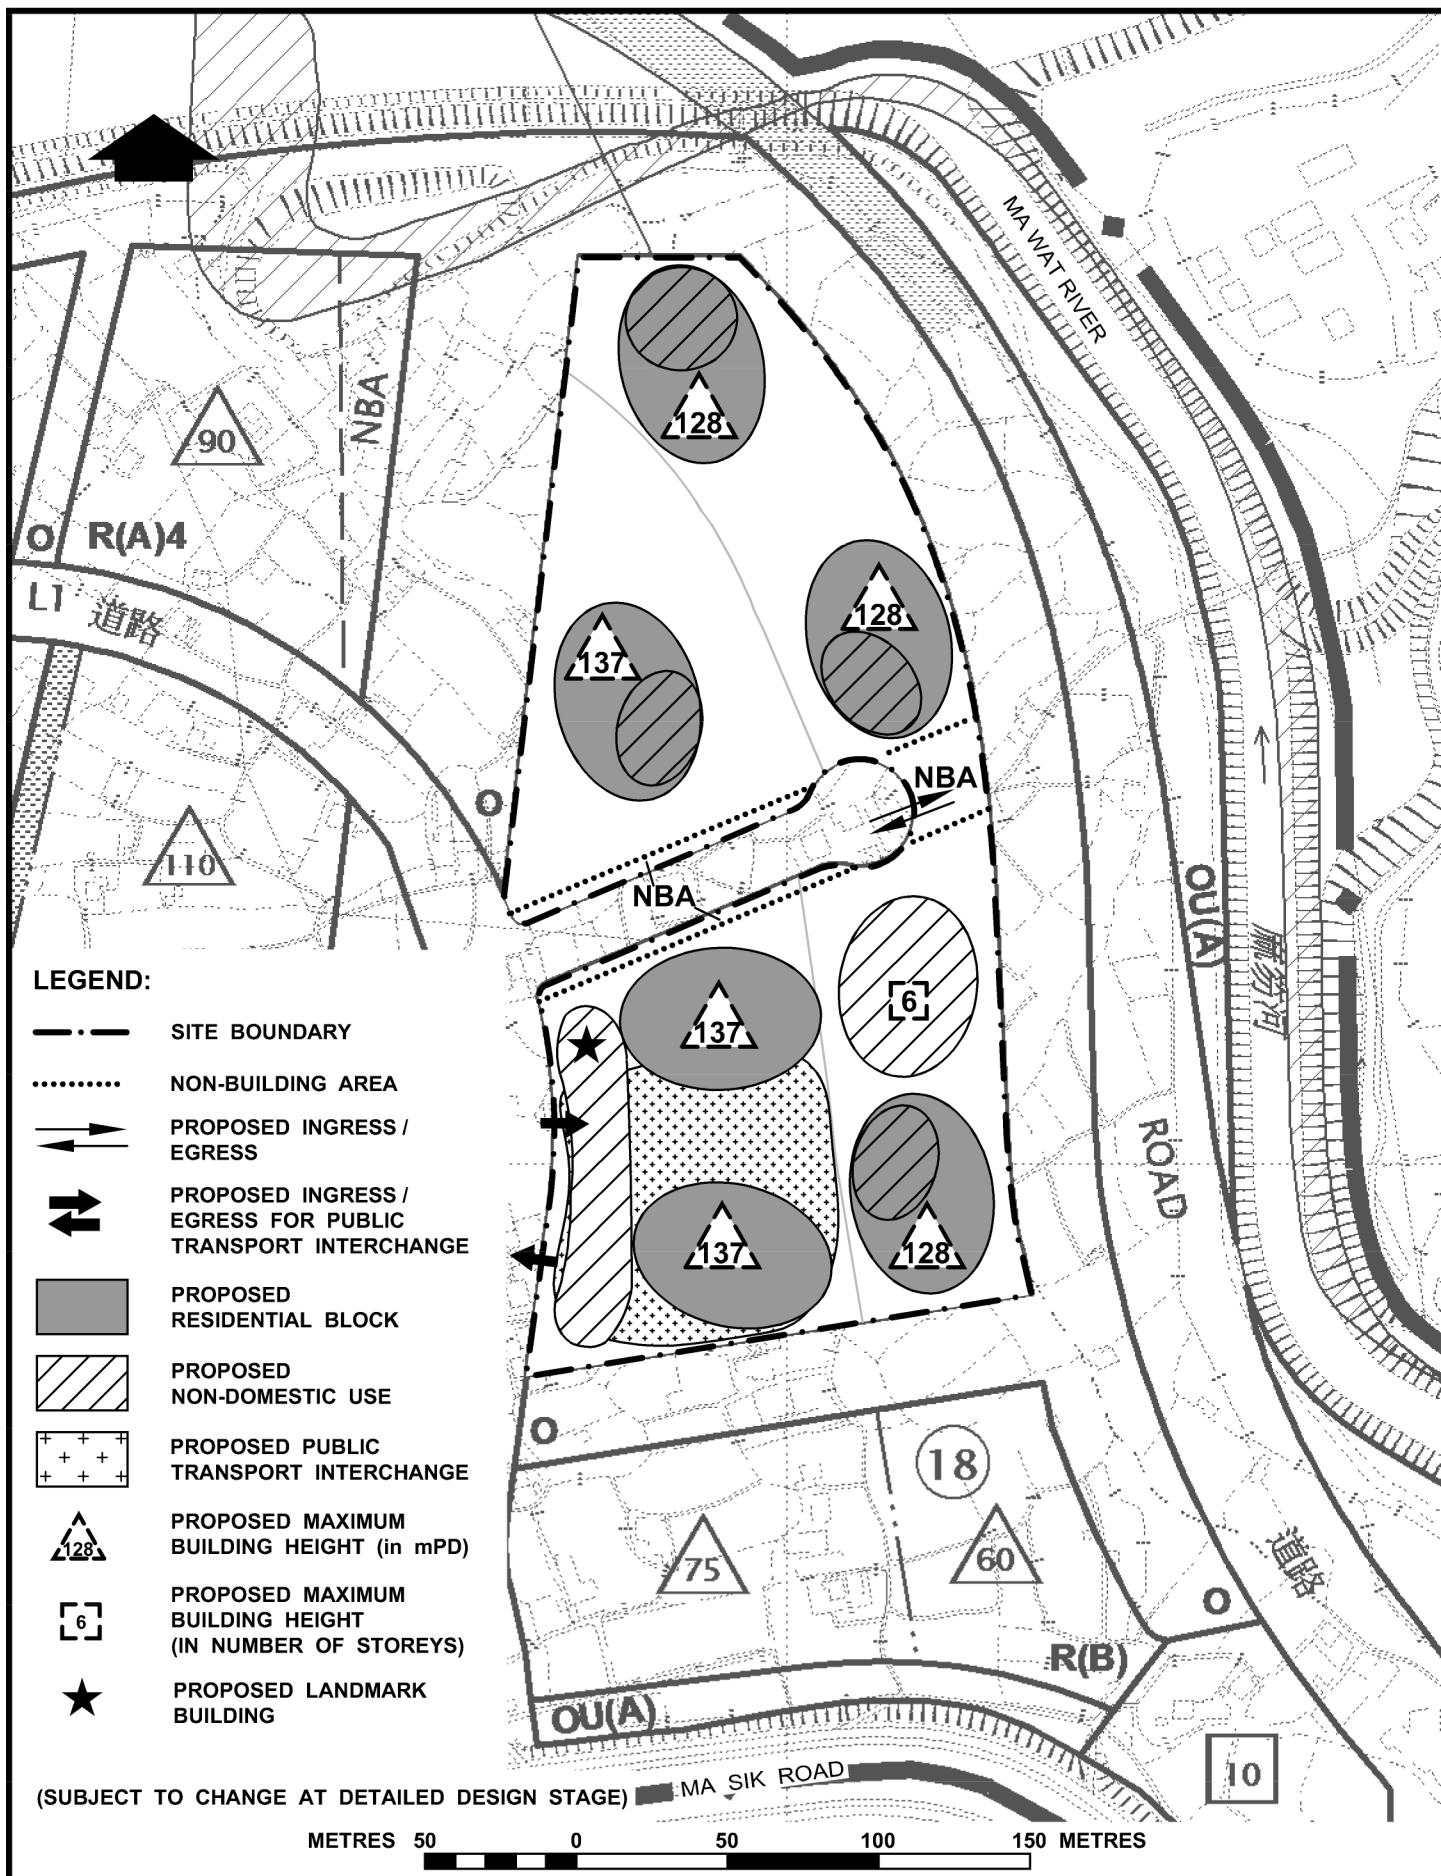 MA WAT RIVER
128
90
NBA
O
R(A)4
L1
道路
128
137
NBA
O
110
NBA
OU(A)
麻笏河
6
137
137
128
ROAD
LEGEND:
SITE BOUNDARY
NON-BUILDING AREA
PROPOSED INGRESS /
EGRESS
PROPOSED INGRESS /
EGRESS FOR PUBLIC
TRANSPORT INTERCHANGE
PROPOSED
RESIDENTIAL BLOCK
PROPOSED
NON-DOMESTIC USE
PROPOSED PUBLIC
TRANSPORT INTERCHANGE
128
PROPOSED MAXIMUM
BUILDING HEIGHT (in mPD)
6
PROPOSED MAXIMUM
BUILDING HEIGHT
(IN NUMBER OF STOREYS)
PROPOSED LANDMARK
BUILDING
O
18
75
60
道路
O
R(B)
OU(A)
10
MA SIK ROAD
(SUBJECT TO CHANGE AT DETAILED DESIGN STAGE)
METRES 50 0 50 100 150 METRES